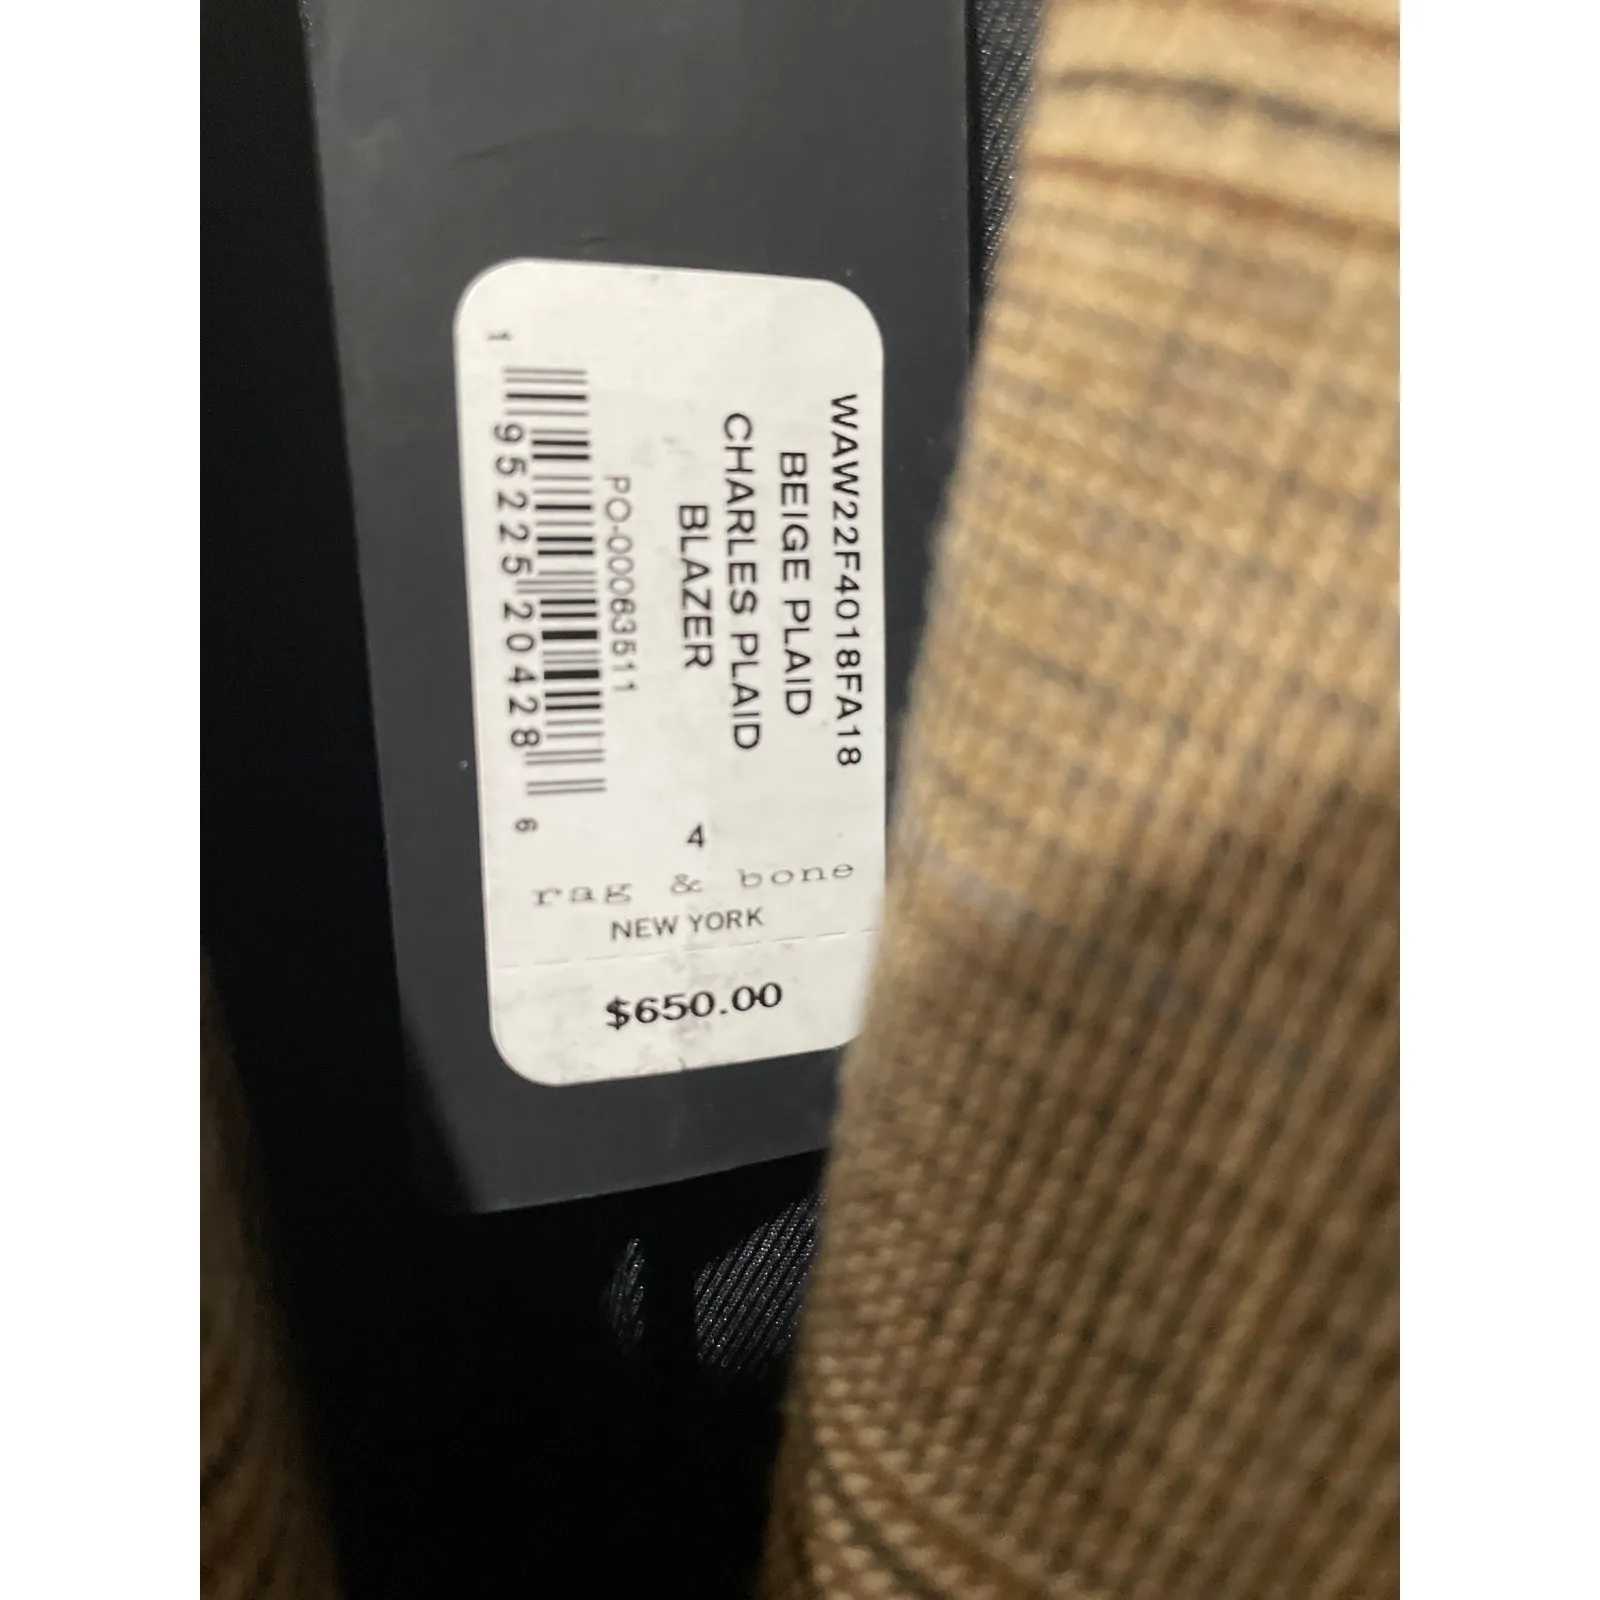 WAW22F4018FA18
BEIGE PLAID
CHARLES PLAID
BLAZER
PO-00063511
1 95225 20428 6
4
rag & bone
NEW YORK
$650.00